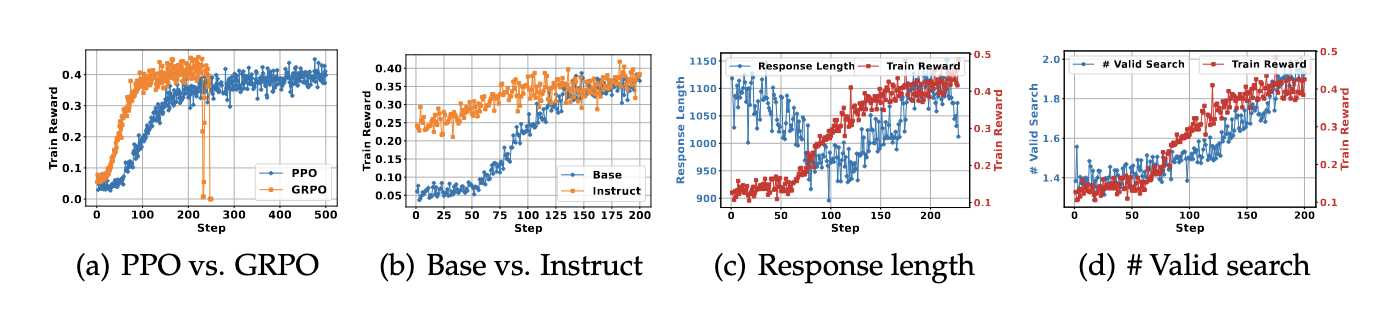 Train Reward
0.4
0.3
0.2
0.1
0.0
0
100
200
300
400
500
Step
PPO
GRPO
(a) PPO vs. GRPO
Train Reward
0.40
0.35
0.30
0.25
0.20
0.15
0.10
0.05
0
25
50
75
100
125
150
175
200
Step
Base
Instruct
(b) Base vs. Instruct
Response Length
1150
1100
1050
1000
950
900
0
50
100
150
200
Step
Response Length
Train Reward
0.5
0.4
0.3
0.2
0.1
Train Reward
(c) Response length
# Valid Search
2.0
1.8
1.6
1.4
0
50
100
150
200
Step
# Valid Search
Train Reward
0.5
0.4
0.3
0.2
0.1
Train Reward
(d) # Valid search